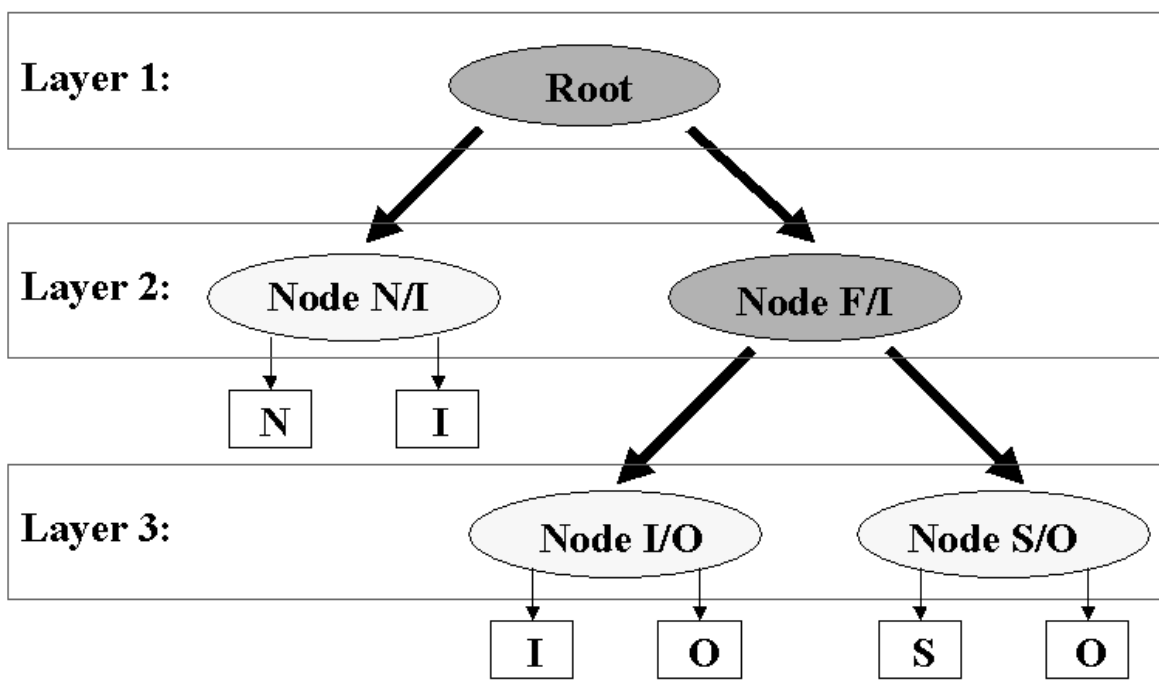 Layer 1:
Root
Layer 2:
Node N/I
Node F/I
N
I
Layer 3:
Node I/O
Node S/O
I
O
S
O